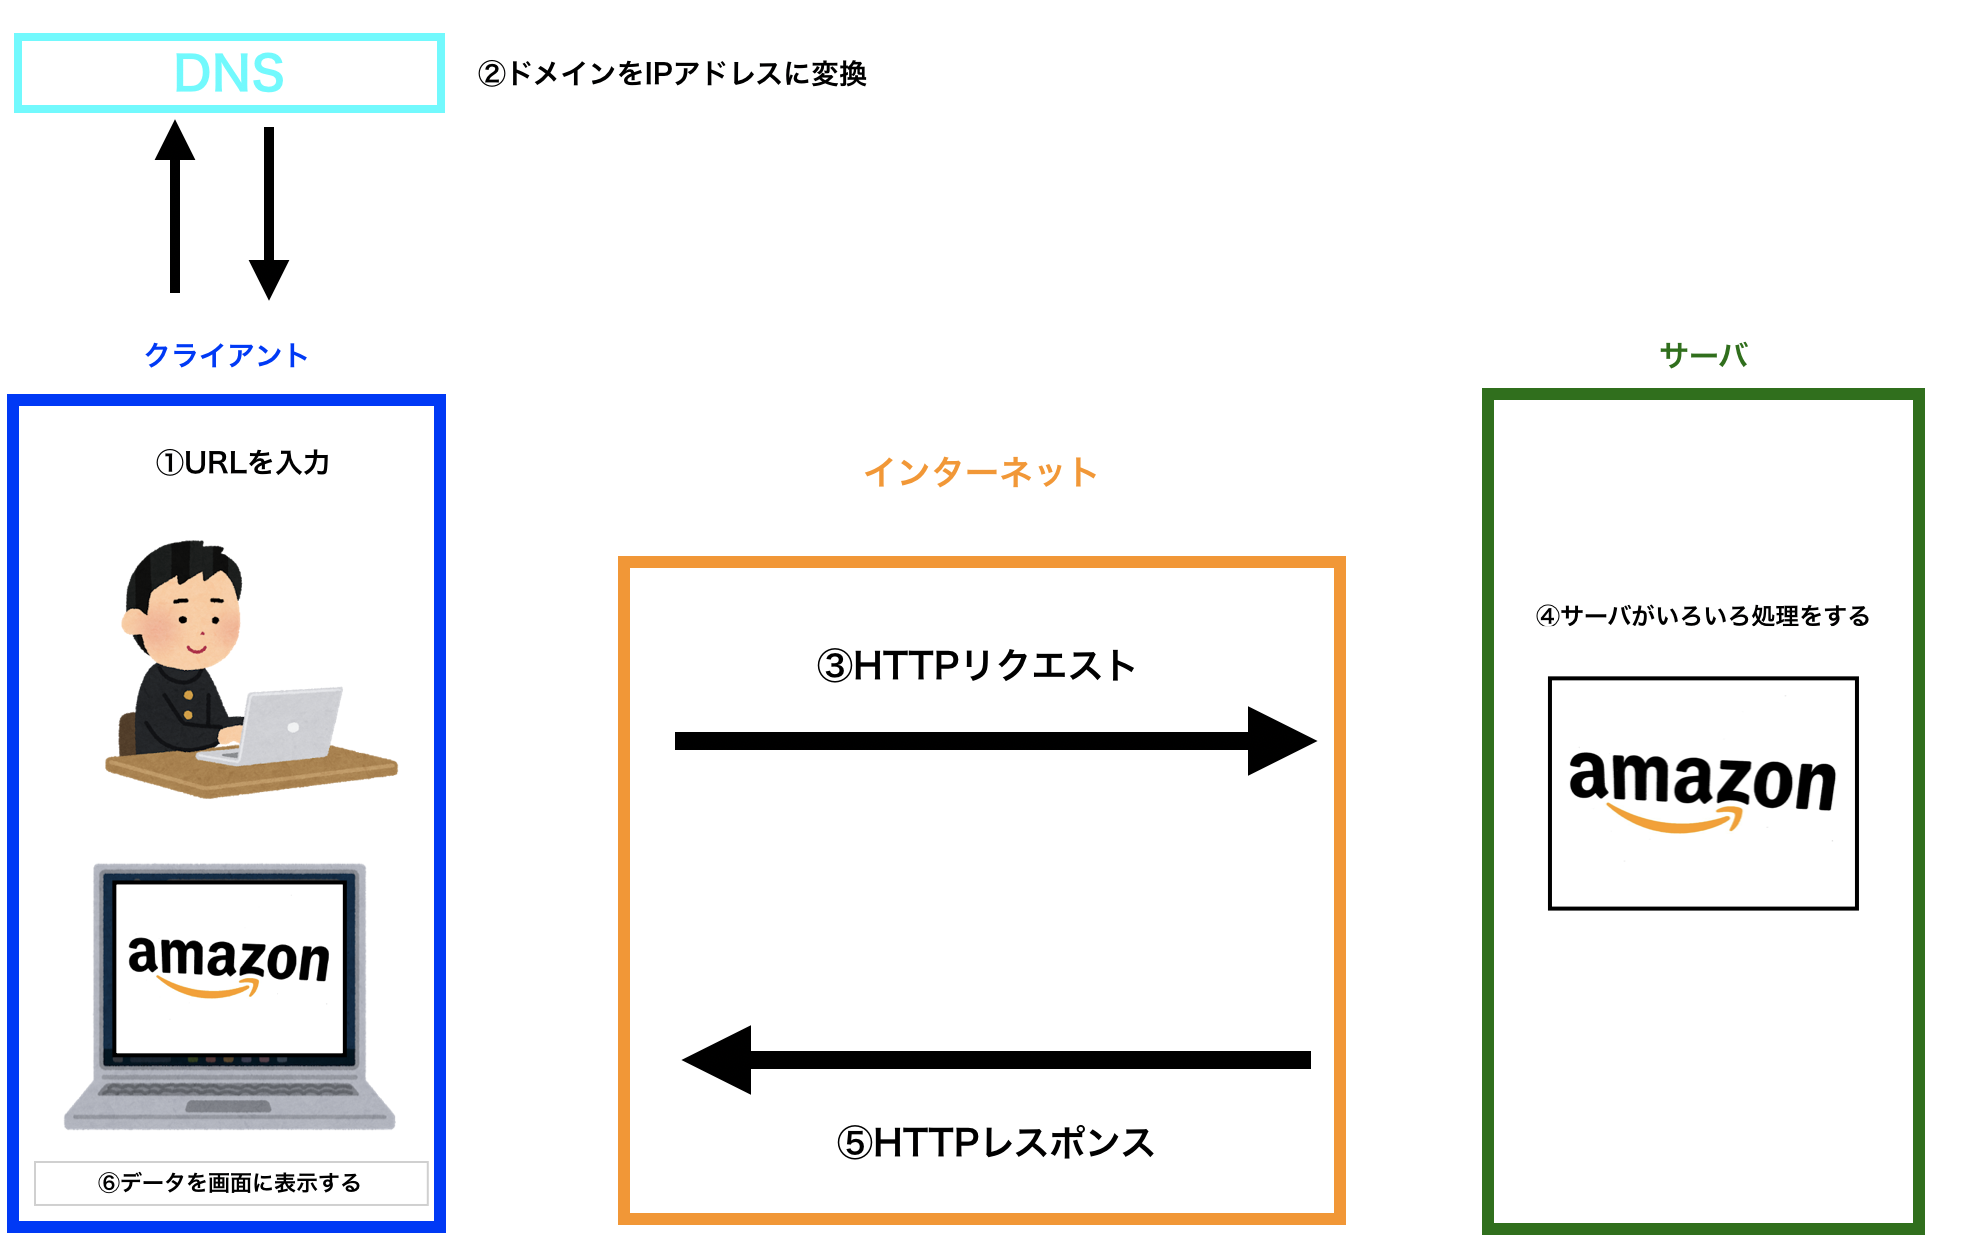 DNS
②ドメインをIPアドレスに変換
クライアント
サーバ
①URLを入力
インターネット
④サーバがいろいろ処理をする
③HTTPリクエスト
amazon
amazon
⑤HTTPレスポンス
⑥データを画面に表示する